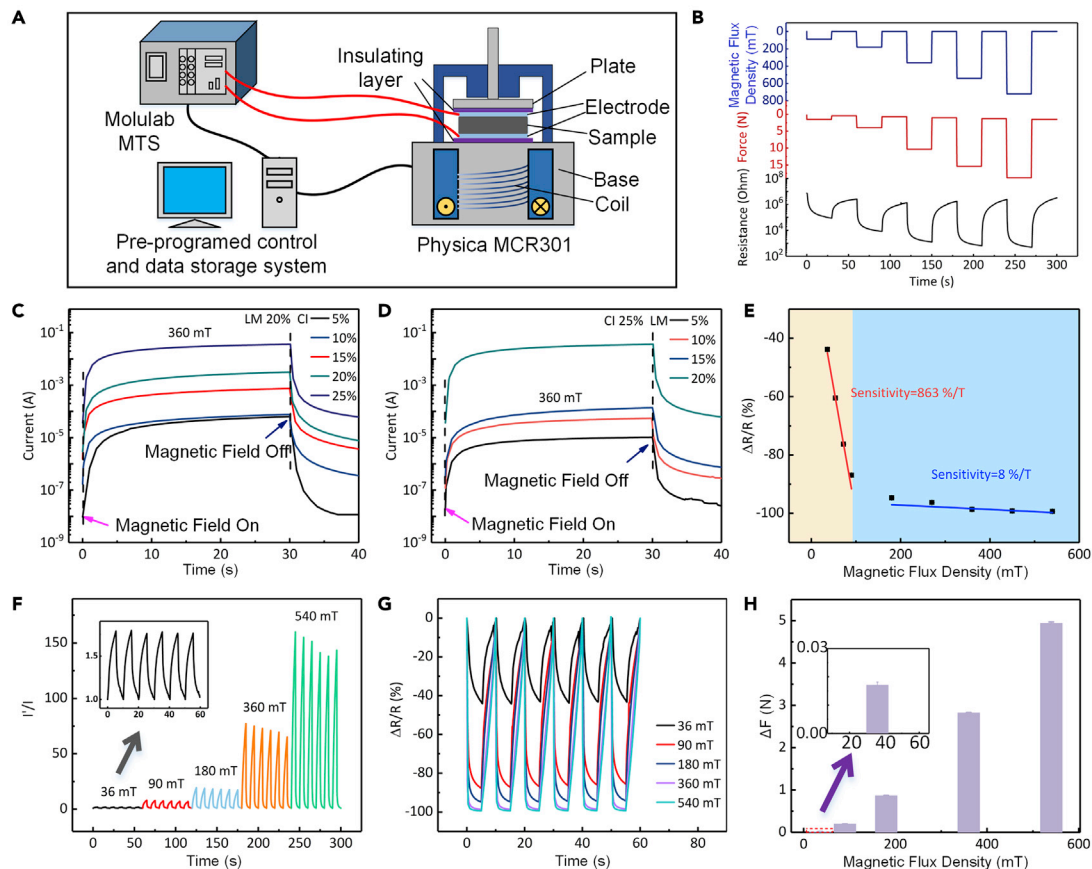 A
Molulab
MTS
Insulating
layer
Plate
Electrode
Sample
Base
Coil
Pre-programed control
and data storage system
Physica MCR301
B
Magnetic Flux
Density (mT)
0
200
400
600
800
Force (N)
0
5
10
15
Resistance (Ohm)
10^8
10^6
10^4
10^2
0 50 100 150 200 250 300
Time (s)
C
LM 20% CI 5%
10%
15%
20%
25%
360 mT
Magnetic Field Off
Magnetic Field On
Current (A)
10^-1
10^-3
10^-5
10^-7
10^-9
0 10 20 30 40
Time (s)
D
CI 25% LM 5%
10%
15%
20%
360 mT
Magnetic Field Off
Magnetic Field On
Current (A)
10^-1
10^-3
10^-5
10^-7
10^-9
0 10 20 30 40
Time (s)
E
Sensitivity=863 %/T
Sensitivity=8 %/T
ΔR/R (%)
-40
-60
-80
-100
0 200 400 600
Magnetic Flux Density (mT)
F
540 mT
360 mT
180 mT
90 mT
36 mT
1.5
1.0
0 20 40 60
I'/I
150
100
50
0
0 50 100 150 200 250 300
Time (s)
G
36 mT
90 mT
180 mT
360 mT
540 mT
ΔR/R (%)
0
-20
-40
-60
-80
-100
0 20 40 60 80
Time (s)
H
0.03
0.00
20 40 60
ΔF (N)
5
4
3
2
1
0
0 200 400 600
Magnetic Flux Density (mT)